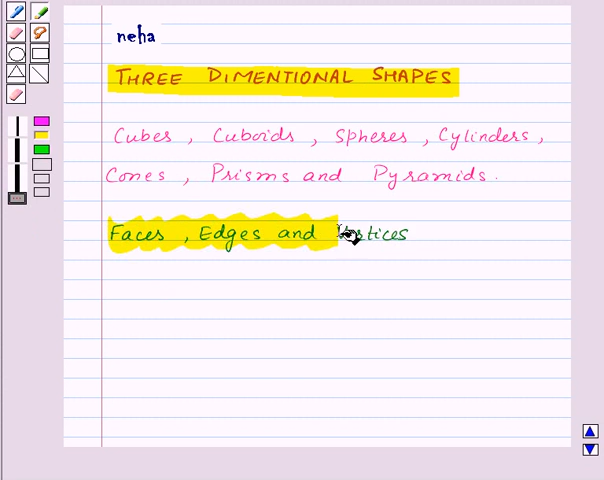 neha
THREE DIMENTIONAL SHAPES
Cubes, Cuboids, Spheres, Cylinders,
Cones, Prisms and Pyramids.
Faces, Edges and